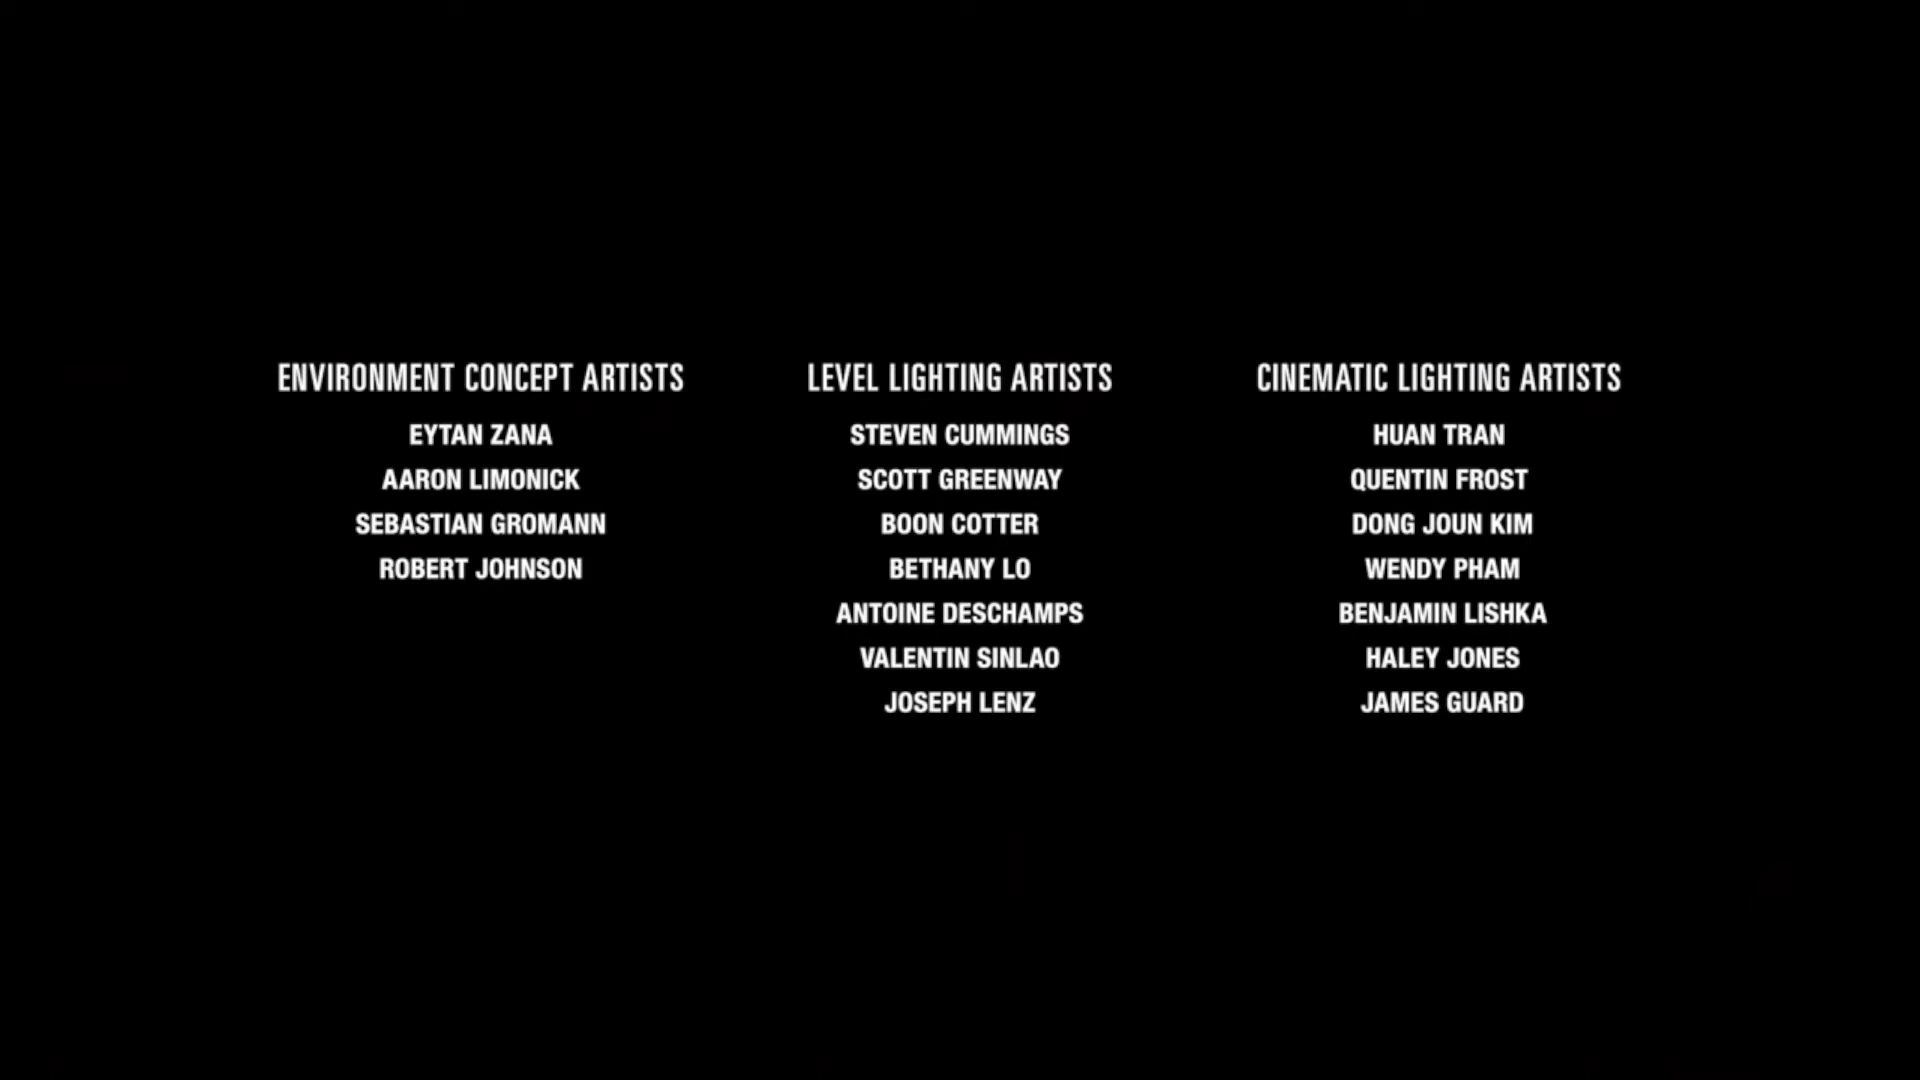 ENVIRONMENT CONCEPT ARTISTS
EYTAN ZANA
AARON LIMONICK
SEBASTIAN GROMANN
ROBERT JOHNSON
LEVEL LIGHTING ARTISTS
STEVEN CUMMINGS
SCOTT GREENWAY
BOON COTTER
BETHANY LO
ANTOINE DESCHAMPS
VALENTIN SINLAO
JOSEPH LENZ
CINEMATIC LIGHTING ARTISTS
HUAN TRAN
QUENTIN FROST
DONG JOUN KIM
WENDY PHAM
BENJAMIN LISHKA
HALEY JONES
JAMES GUARD